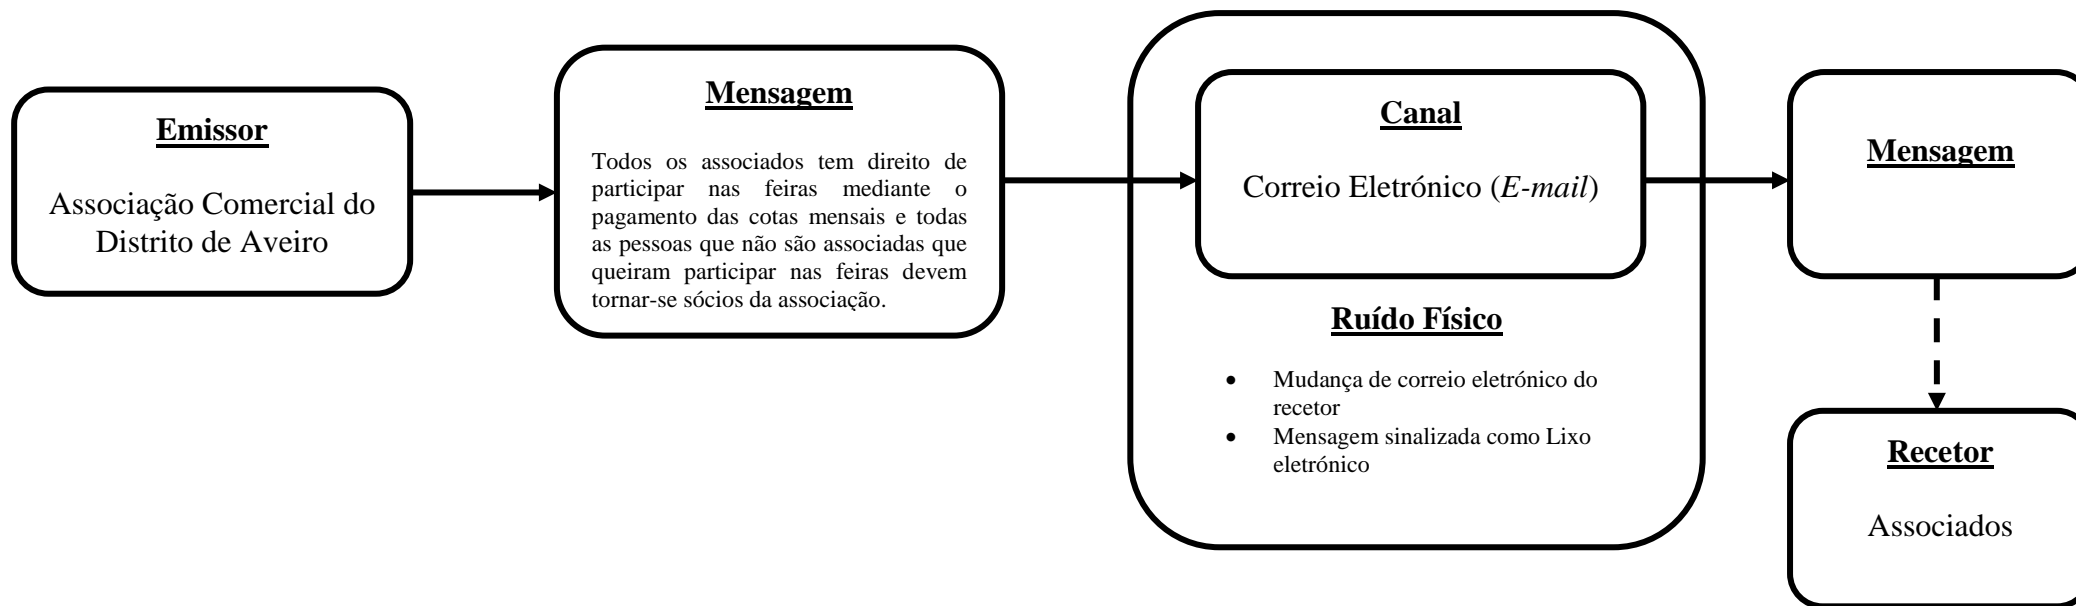 Emissor
Associação Comercial do
Distrito de Aveiro
Mensagem
Todos os associados tem direito de
participar nas feiras mediante o
pagamento das cotas mensais e todas
as pessoas que não são associadas que
queiram participar nas feiras devem
tornar-se sócios da associação.
Canal
Correio Eletrónico (E-mail)
Ruído Físico
• Mudança de correio eletrónico do
recetor
• Mensagem sinalizada como Lixo
eletrónico
Mensagem
Recetor
Associados